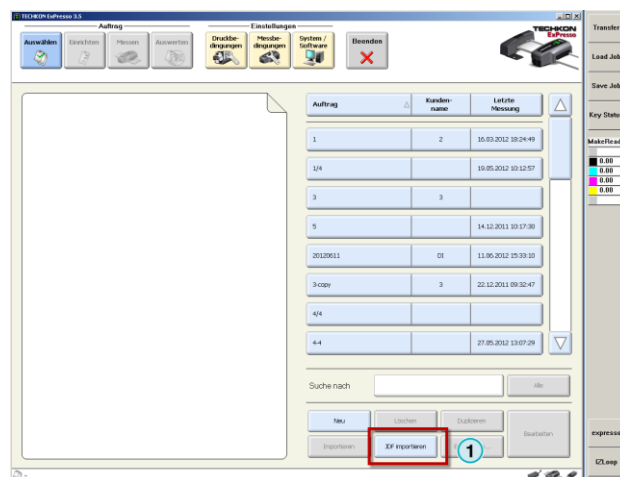 TECHKON ExPresso 3.5
Auftrag
Einstellungen
Auswählen
Einrichten
Messen
Auswerten
Druckbe-
dingungen
Messbe-
dingungen
System /
Software
Beenden
TECHKON
ExPresso
Transfer
Load Job
Save Job
Key Status
MakeRead
0.00
0.00
0.00
0.00
Auftrag
Kunden-
name
Letzte
Messung
1 2 16.03.2012 18:24:49
1/4 19.05.2012 10:12:57
3 3
5 14.12.2011 10:17:30
20120611 OI 11.06.2012 15:33:10
3-copy 3 22.12.2011 09:32:47
4/4
4-4 27.05.2012 13:07:29
Suche nach
Alle
Neu
Löschen
Duplizieren
Bearbeiten
Importieren
JDF importieren
1
expresso
IZLoop